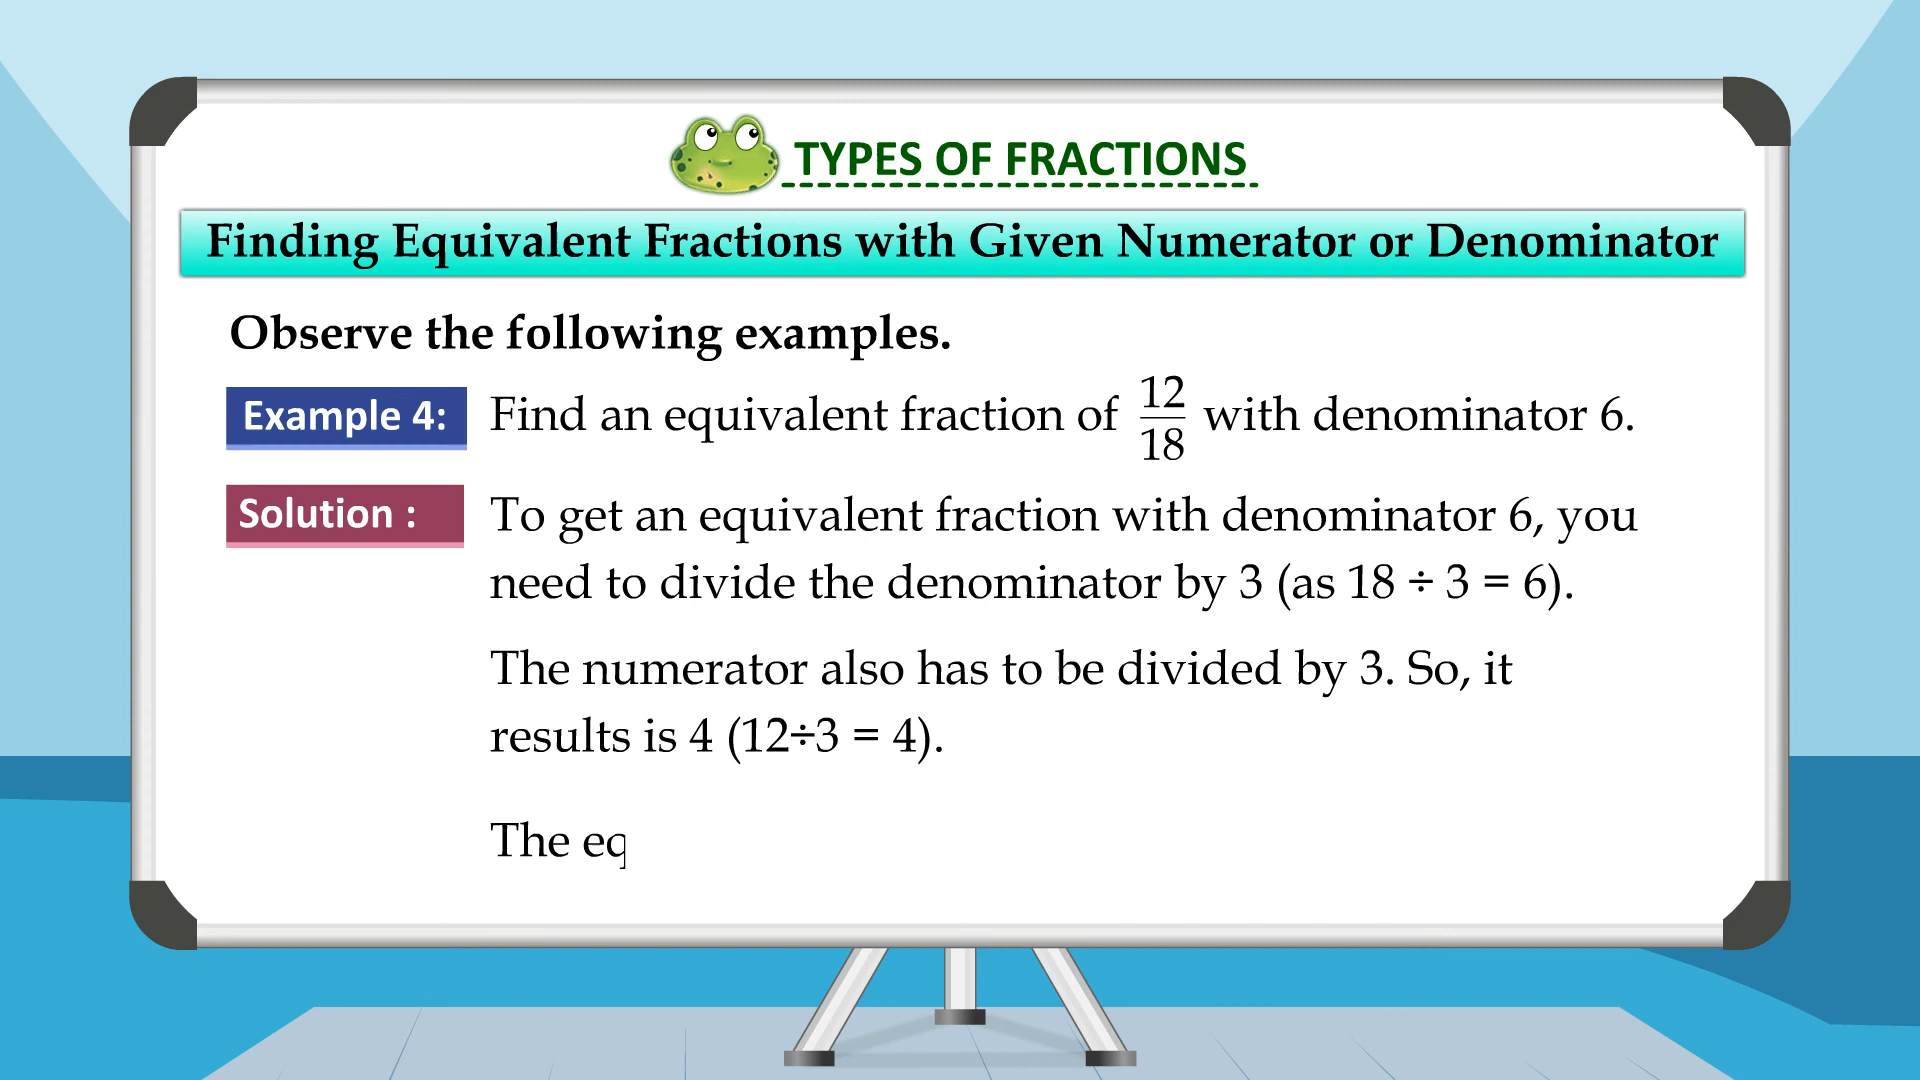 TYPES OF FRACTIONS
Finding Equivalent Fractions with Given Numerator or Denominator
Observe the following examples.
Example 4: Find an equivalent fraction of 12/18 with denominator 6.
Solution : To get an equivalent fraction with denominator 6, you
need to divide the denominator by 3 (as 18 ÷ 3 = 6).
The numerator also has to be divided by 3. So, it
results is 4 (12÷3 = 4).
The eq